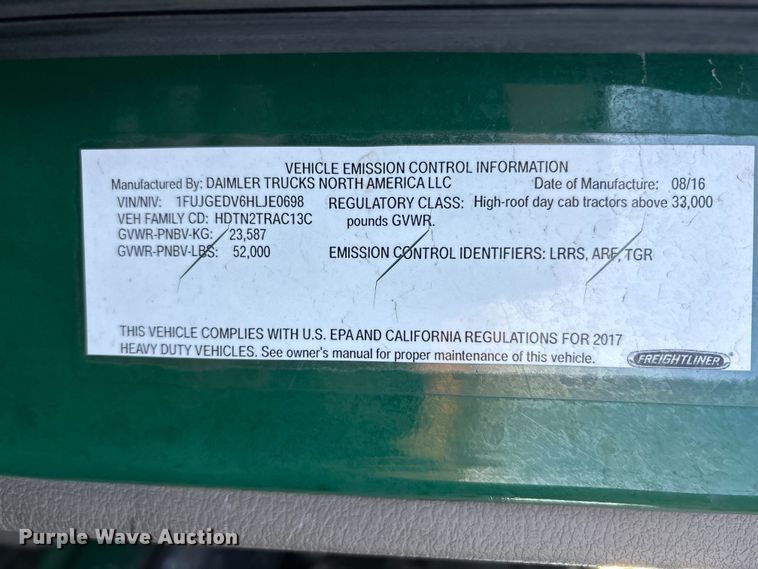 VEHICLE EMISSION CONTROL INFORMATION
Manufactured By: DAIMLER TRUCKS NORTH AMERICA LLC Date of Manufacture: 08/16
VIN/NIV: 1FUJGEDV6HLJE0698 REGULATORY CLASS: High-roof day cab tractors above 33,000
VEH FAMILY CD: HDTN2TRAC13C pounds GVWR.
GVWR-PNBV-KG: 23,587
GVWR-PNBV-LBS: 52,000 EMISSION CONTROL IDENTIFIERS: LRRS, ARF, TGR
THIS VEHICLE COMPLIES WITH U.S. EPA AND CALIFORNIA REGULATIONS FOR 2017
HEAVY DUTY VEHICLES. See owner's manual for proper maintenance of this vehicle. FREIGHTLINER
Purple Wave Auction